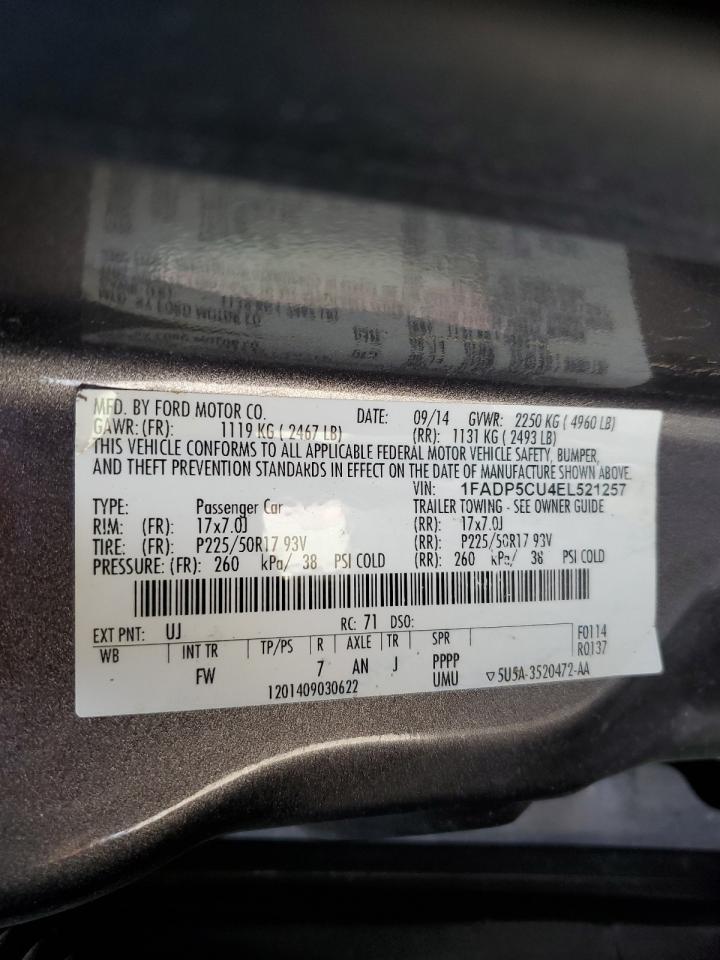 MFD. BY FORD MOTOR CO. DATE: 09/14 GVWR: 2250 KG ( 4960 LB)
GAWR: (FR): 1119 KG ( 2467 LB) (RR): 1131 KG ( 2493 LB)
THIS VEHICLE CONFORMS TO ALL APPLICABLE FEDERAL MOTOR VEHICLE SAFETY, BUMPER,
AND THEFT PREVENTION STANDARDS IN EFFECT ON THE DATE OF MANUFACTURE SHOWN ABOVE.
VIN: 1FADP5CU4EL521257
TYPE: Passenger Car TRAILER TOWING - SEE OWNER GUIDE
RIM: (FR): 17x7.0J (RR): 17x7.0J
TIRE: (FR): P225/50R17 93V (RR): P225/50R17 93V
PRESSURE: (FR): 260 kPa/ 38 PSI COLD (RR): 260 kPa/ 38 PSI COLD
EXT PNT: UJ RC: 71 DSO: F0114
WB INT TR TP/PS R AXLE TR SPR R0137
FW 7 AN J PPPP
1201409030622 UMU ▽5U5A-3520472-AA